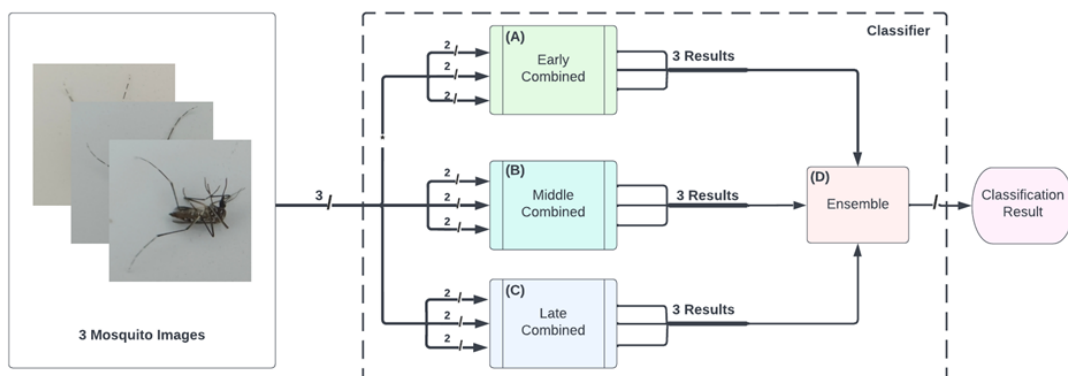 3 Mosquito Images
3
Classifier
2
2
2
(A)
Early
Combined
3 Results
2
2
2
(B)
Middle
Combined
3 Results
2
2
2
(C)
Late
Combined
3 Results
(D)
Ensemble
Classification
Result